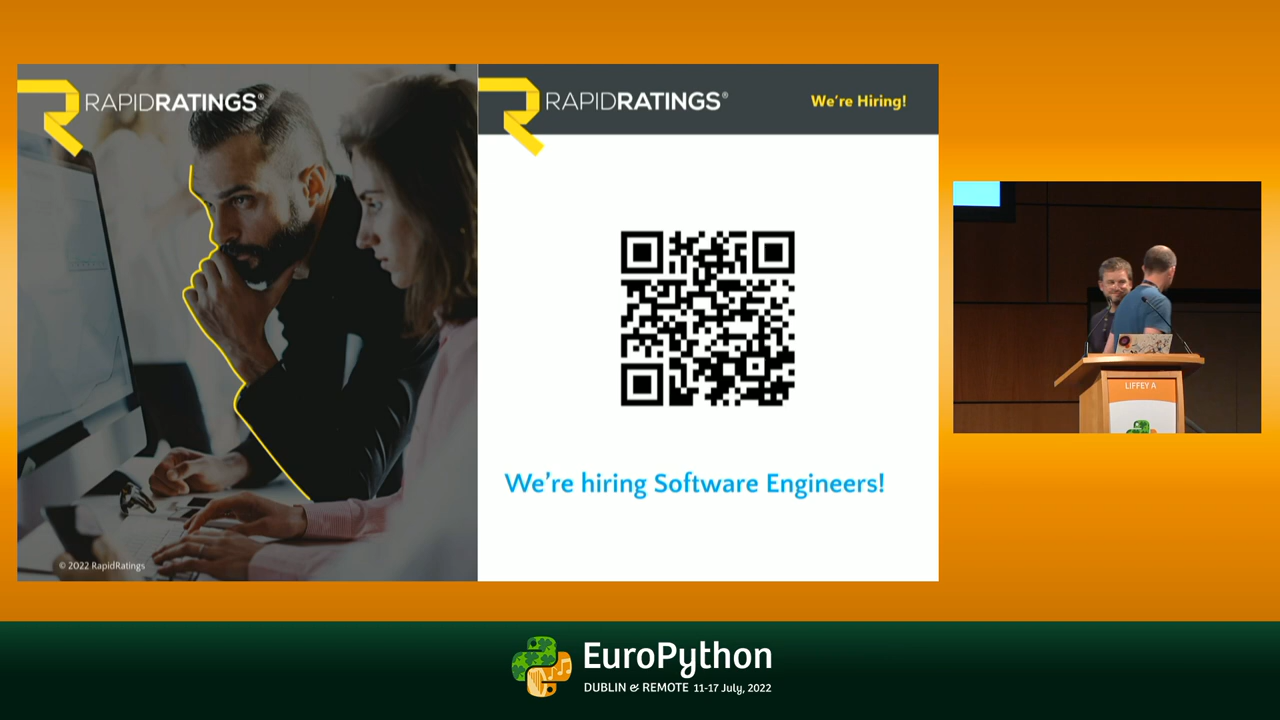 RAPIDRATINGS®
© 2022 RapidRatings
RAPIDRATINGS®
We're Hiring!
We're hiring Software Engineers!
LIFFEY A
EuroPython
DUBLIN & REMOTE 11-17 July, 2022